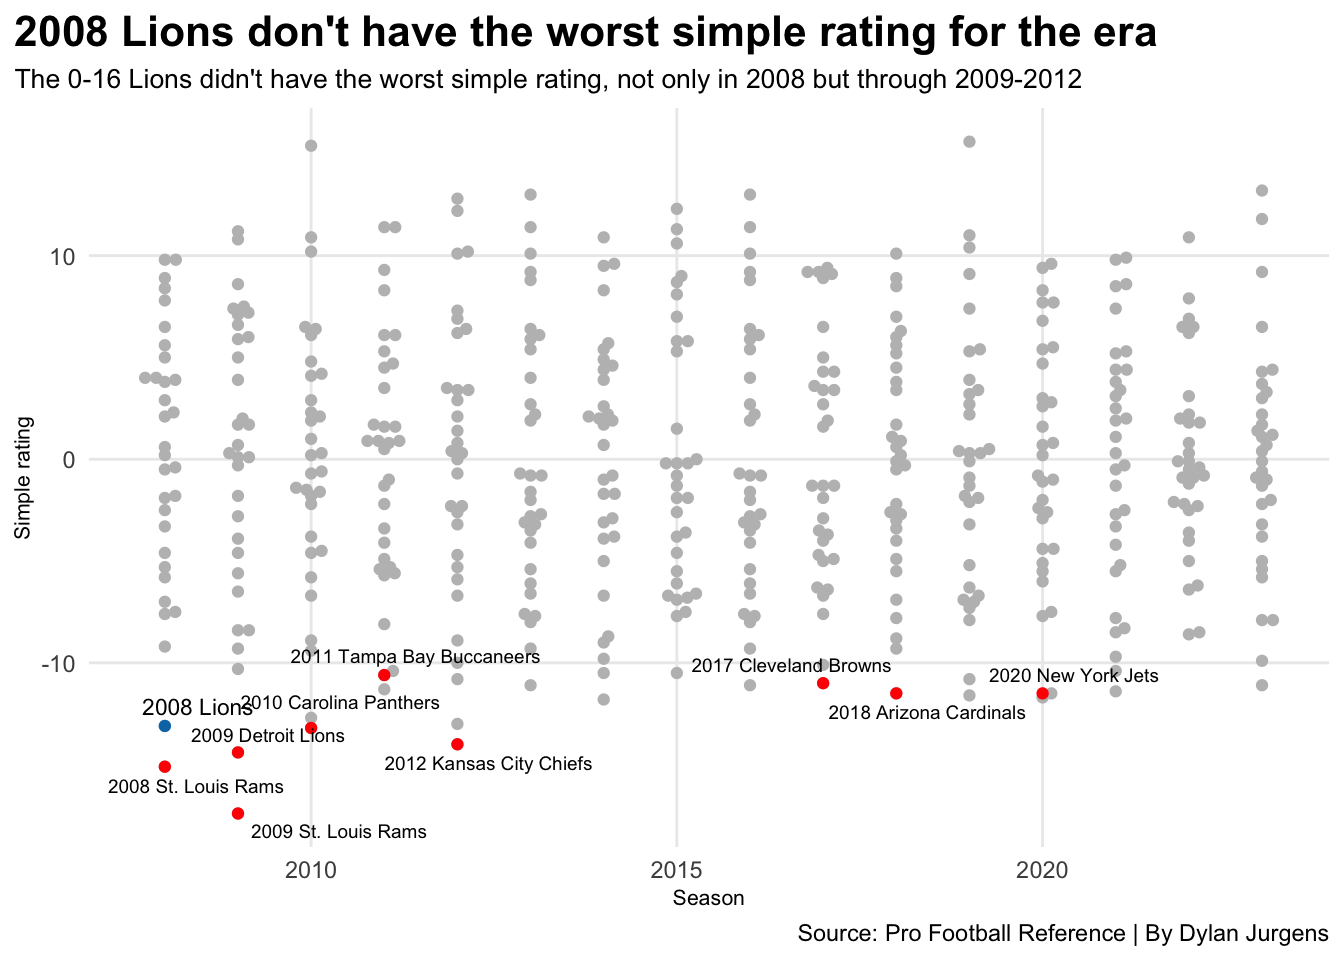 2008 Lions don't have the worst simple rating for the era
The 0-16 Lions didn't have the worst simple rating, not only in 2008 but through 2009-2012
10
0
-10
Simple rating
2011 Tampa Bay Buccaneers
2017 Cleveland Browns
2020 New York Jets
2010 Carolina Panthers
2008 Lions
2018 Arizona Cardinals
2009 Detroit Lions
2012 Kansas City Chiefs
2008 St. Louis Rams
2009 St. Louis Rams
2010
2015
2020
Season
Source: Pro Football Reference | By Dylan Jurgens